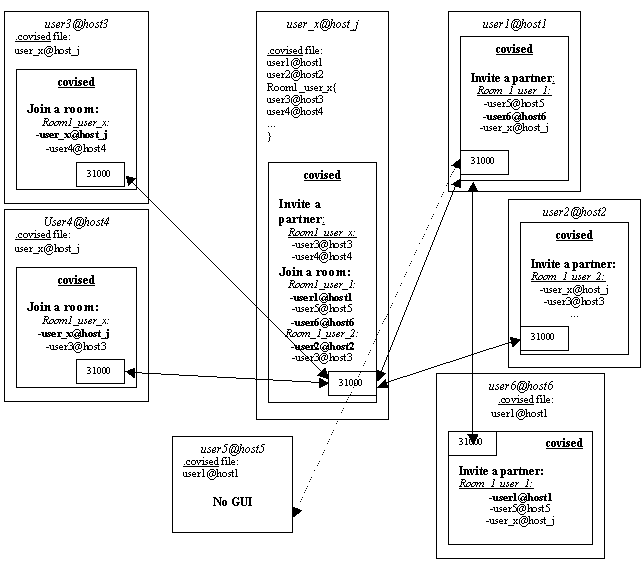 user3@host3
.covised file:
user_x@host_j
covised
Join a room:
Room1_user_x:
-user_x@host_j
-user4@host4
31000
User4@host4
.covised file:
user_x@host_j
covised
Join a room:
Room1_user_x:
-user_x@host_j
-user3@host3
31000
user_x@host_j
.covised file:
user1@host1
user2@host2
Room1_user_x{
user3@host3
user4@host4
...
}
covised
Invite a
partner:
Room1_user_x:
-user3@host3
-user4@host4
Join a room:
Room1_user_1:
-user1@host1
-user5@host5
-user6@host6
Room_1_user_2:
-user2@host2
-user3@host3
31000
user5@host5
.covised file:
user1@host1
No GUI
user1@host1
covised
Invite a partner:
Room_1_user_1:
-user5@host5
-user6@host6
-user_x@host_j
31000
user2@host2
covised
Invite a partner:
Room_1_user_2:
-user_x@host_j
-user3@host3
...
31000
user6@host6
.covised file:
user1@host1
31000
covised
Invite a partner:
Room_1_user_1:
-user1@host1
-user5@host5
-user_x@host_j